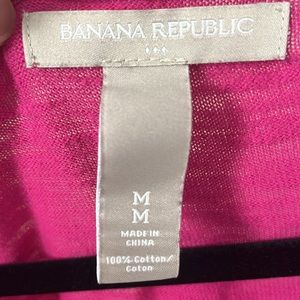 BANANA REPUBLIC
M
M
MADE IN
CHINA
100% Cotton/
Coton